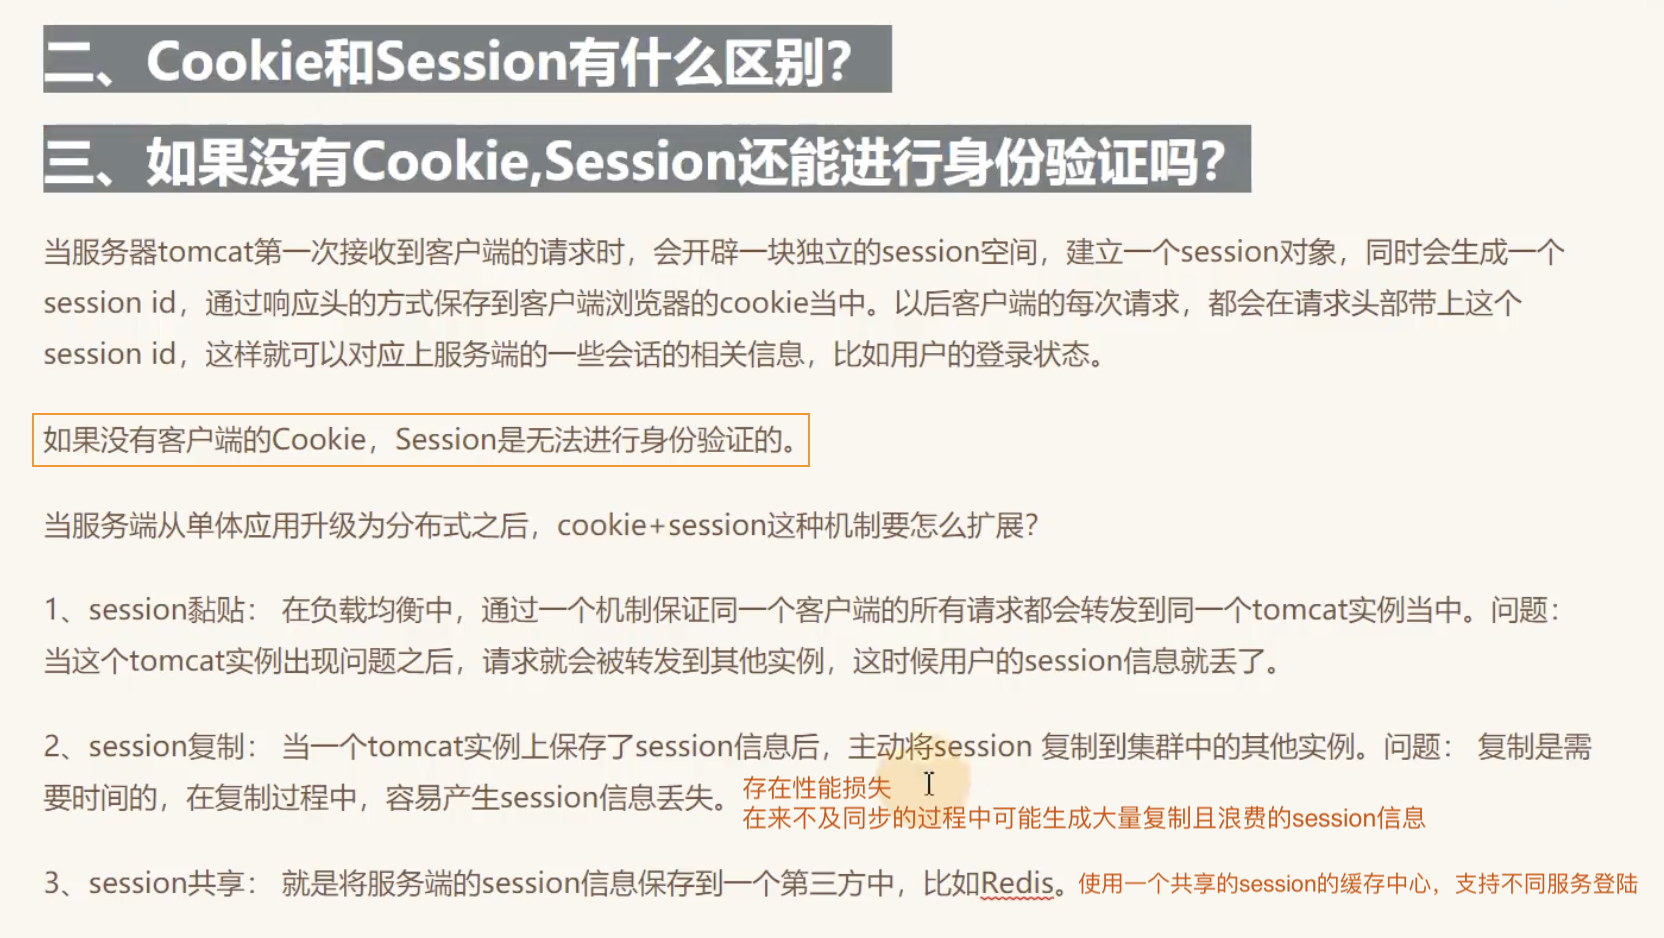 二、Cookie和Session有什么区别？
三、如果没有Cookie,Session还能进行身份验证吗？
当服务器tomcat第一次接收到客户端的请求时，会开辟一块独立的session空间，建立一个session对象，同时会生成一个
session id，通过响应头的方式保存到客户端浏览器的cookie当中。以后客户端的每次请求，都会在请求头部带上这个
session id，这样就可以对应上服务端的一些会话的相关信息，比如用户的登录状态。
如果没有客户端的Cookie，Session是无法进行身份验证的。
当服务端从单体应用升级为分布式之后，cookie+session这种机制要怎么扩展？
1、session黏贴： 在负载均衡中，通过一个机制保证同一个客户端的所有请求都会转发到同一个tomcat实例当中。问题：
当这个tomcat实例出现问题之后，请求就会被转发到其他实例，这时候用户的session信息就丢了。
2、session复制： 当一个tomcat实例上保存了session信息后，主动将session 复制到集群中的其他实例。问题： 复制是需
要时间的，在复制过程中，容易产生session信息丢失。
存在性能损失
在来不及同步的过程中可能生成大量复制且浪费的session信息
3、session共享： 就是将服务端的session信息保存到一个第三方中，比如Redis。使用一个共享的session的缓存中心，支持不同服务登陆